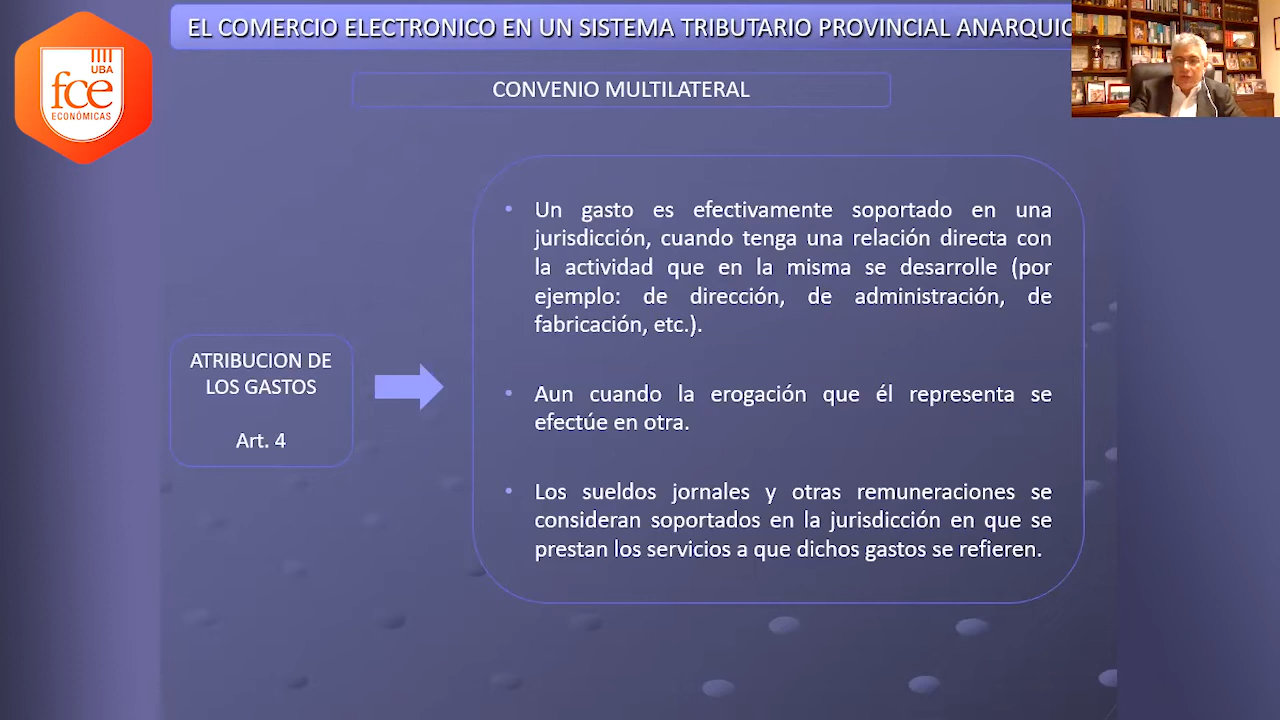 EL COMERCIO ELECTRONICO EN UN SISTEMA TRIBUTARIO PROVINCIAL ANARQUIC
CONVENIO MULTILATERAL
UBA
fce
ECONÓMICAS
• Un gasto es efectivamente soportado en una
jurisdicción, cuando tenga una relación directa con
la actividad que en la misma se desarrolle (por
ejemplo: de dirección, de administración, de
fabricación, etc.).
ATRIBUCION DE
LOS GASTOS
Art. 4
• Aun cuando la erogación que él representa se
efectúe en otra.
• Los sueldos jornales y otras remuneraciones se
consideran soportados en la jurisdicción en que se
prestan los servicios a que dichos gastos se refieren.